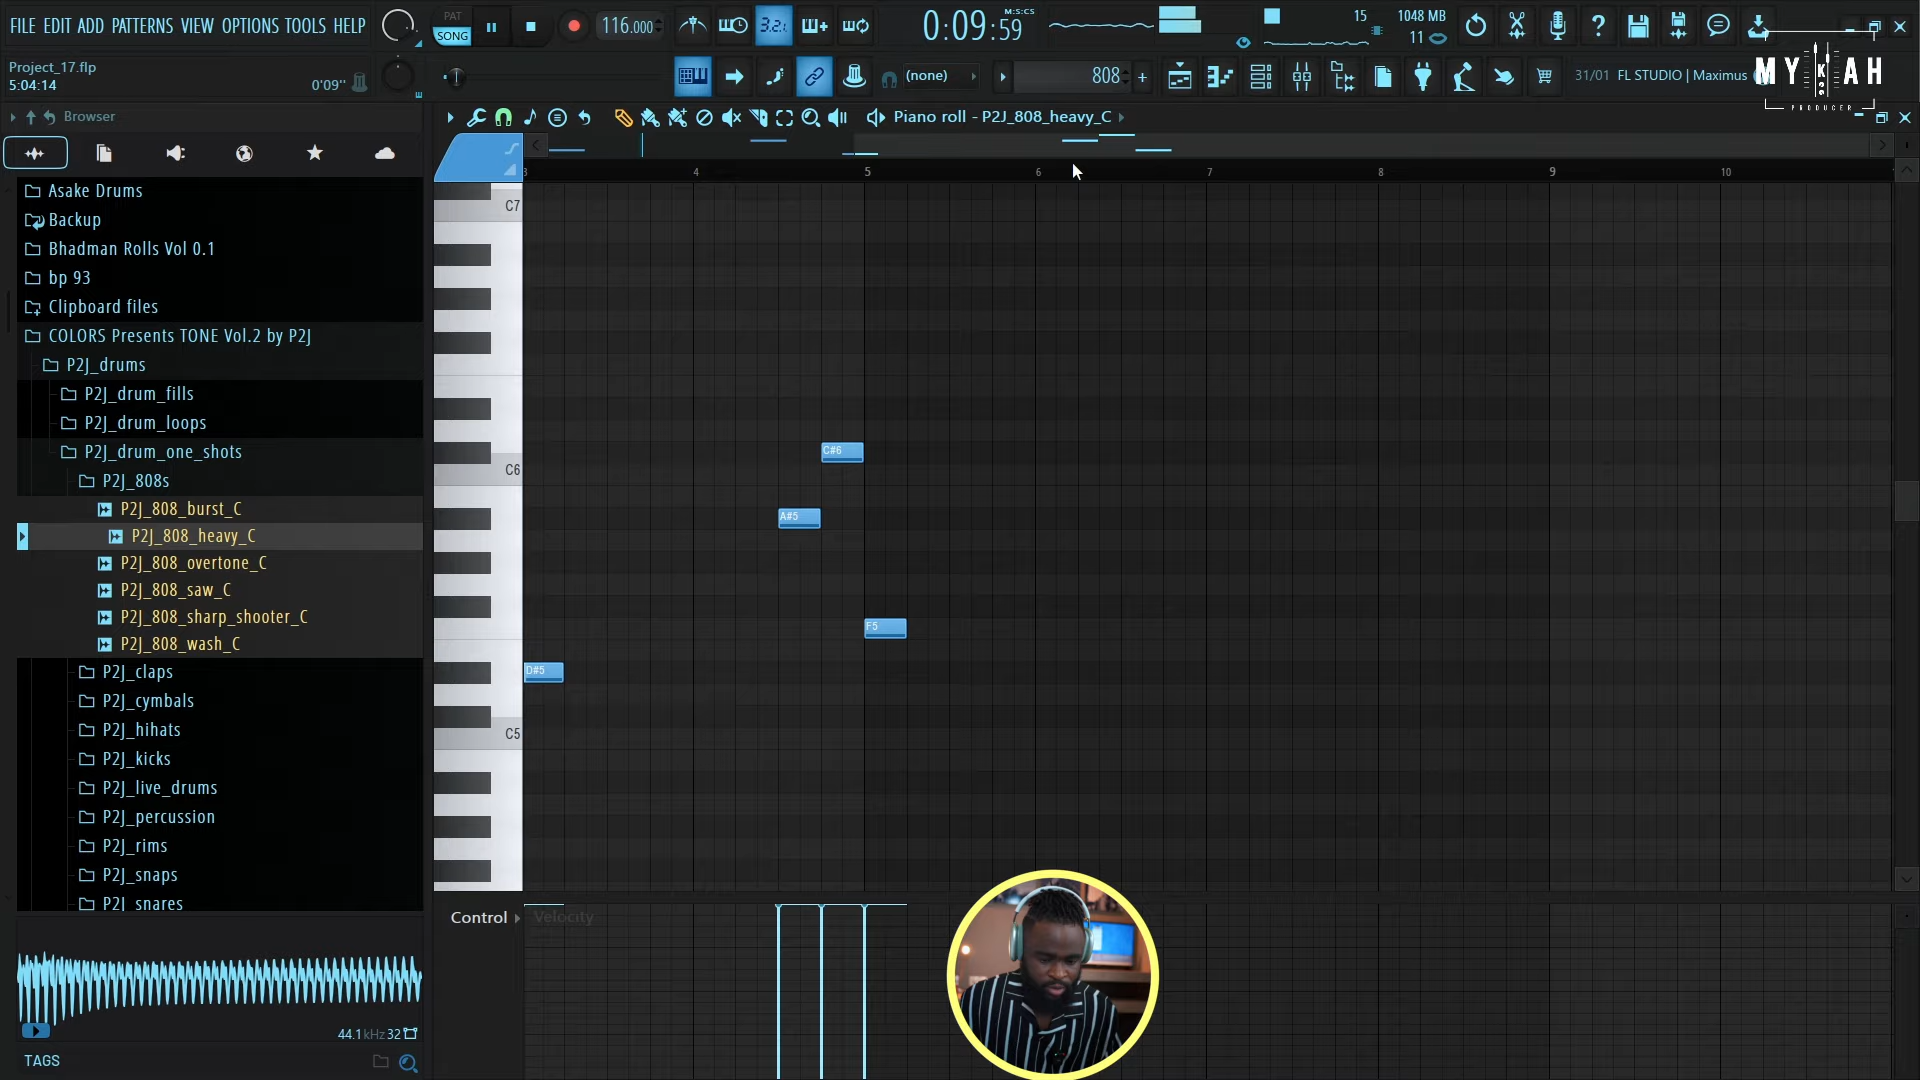 FILE EDIT ADD PATTERNS VIEW OPTIONS TOOLS HELP
PAT
SONG
116.000
3.2.
0:09:59
M:S:CS
15
1048 MB
11
Project_17.flp
5:04:14
0'09''
(none)
808
31/01 FL STUDIO | Maximus
MYKAH
PRODUCER
Browser
Piano roll - P2J_808_heavy_C
3
4
5
6
7
8
9
10
Asake Drums
Backup
Bhadman Rolls Vol 0.1
bp 93
Clipboard files
COLORS Presents TONE Vol.2 by P2J
P2J_drums
P2J_drum_fills
P2J_drum_loops
P2J_drum_one_shots
P2J_808s
P2J_808_burst_C
P2J_808_heavy_C
P2J_808_overtone_C
P2J_808_saw_C
P2J_808_sharp_shooter_C
P2J_808_wash_C
P2J_claps
P2J_cymbals
P2J_hihats
P2J_kicks
P2J_live_drums
P2J_percussion
P2J_rims
P2J_snaps
P2J_snares
C7
C6
C5
C#6
A#5
F5
D#5
Control
Velocity
44.1kHz 32
TAGS